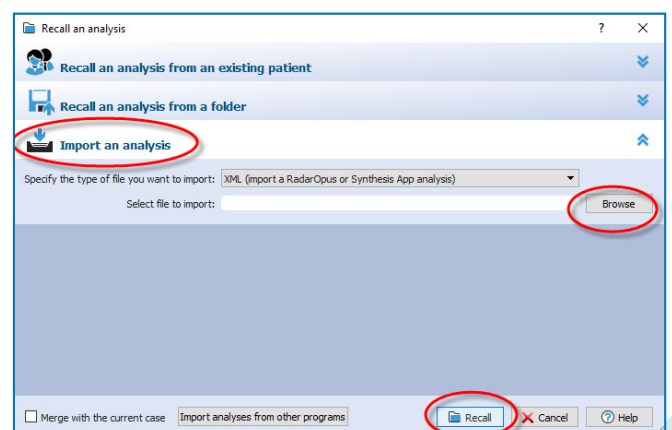 Recall an analysis ?
Recall an analysis from an existing patient
Recall an analysis from a folder
Import an analysis
Specify the type of file you want to import: XML (import a RadarOpus or Synthesis App analysis)
Select file to import: Browse
Merge with the current case Import analyses from other programs Recall Cancel ? Help